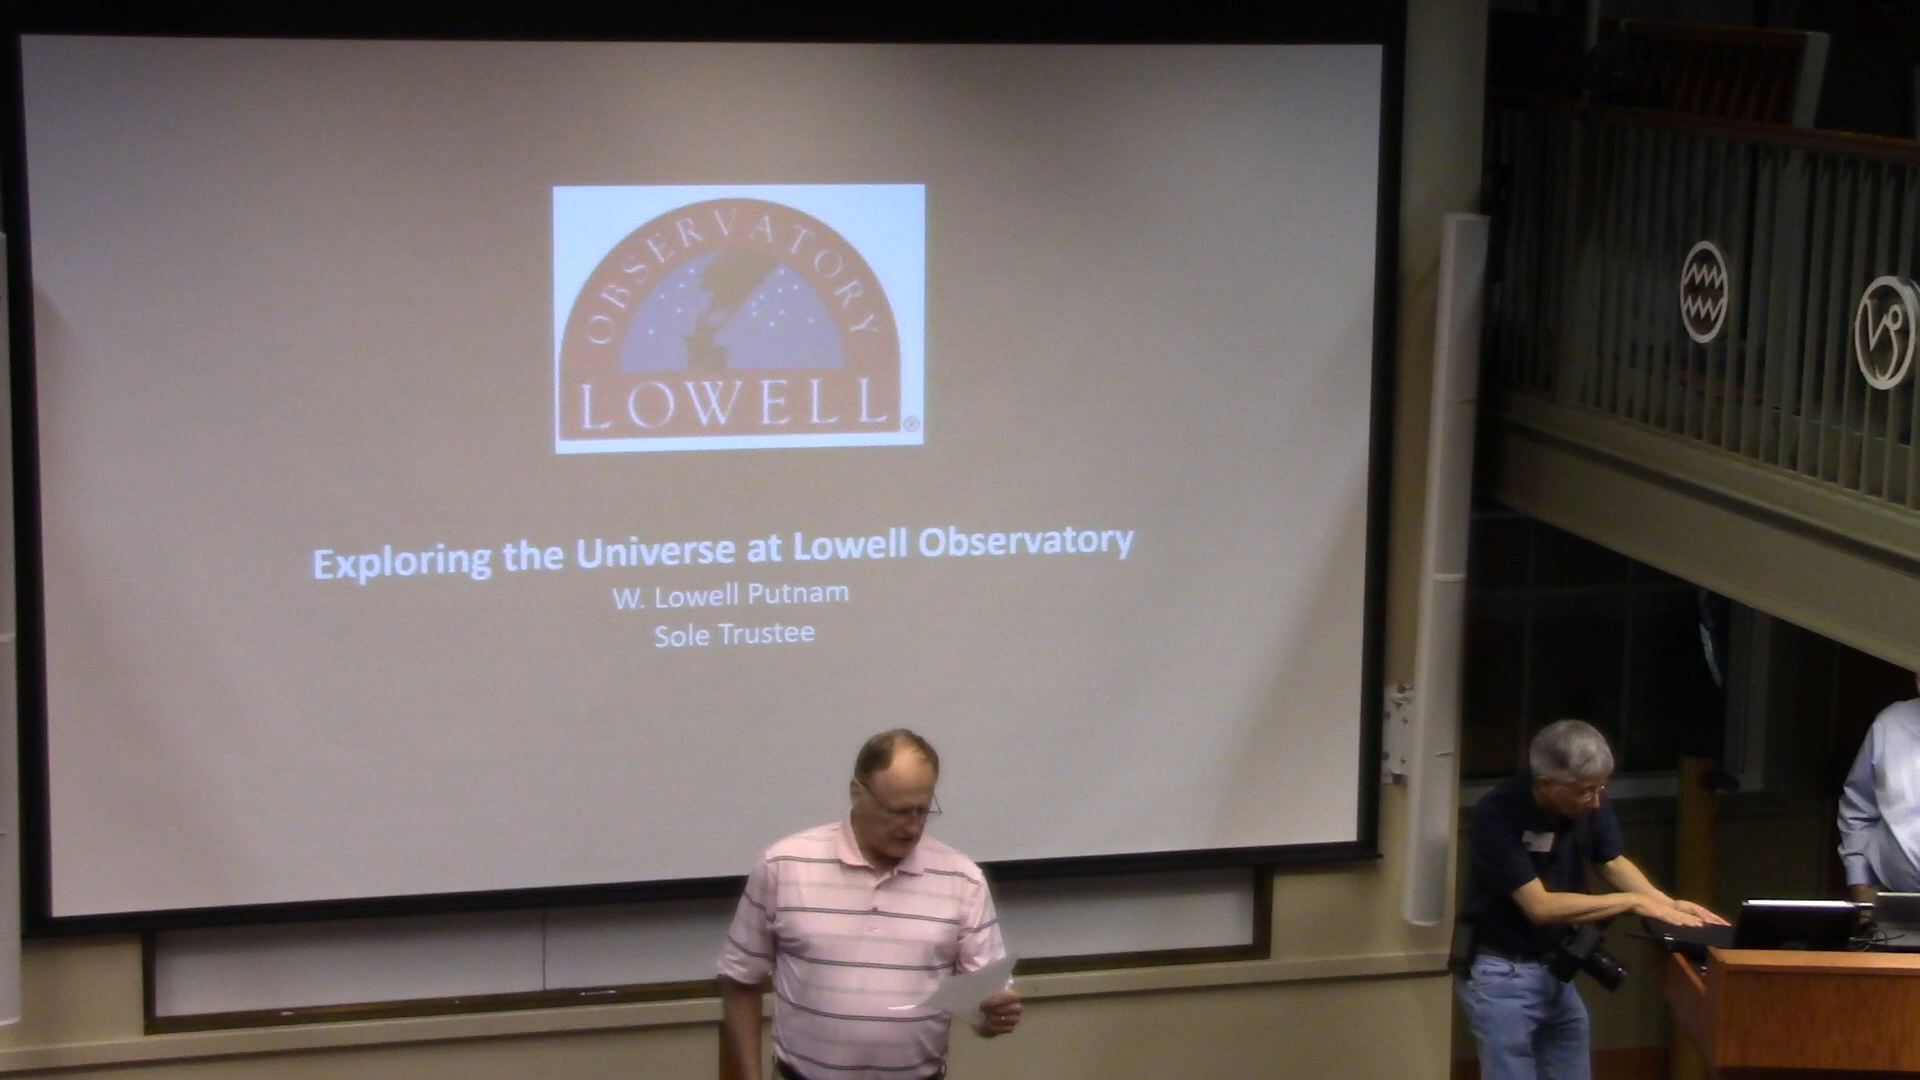 OBSERVATORY
LOWELL
®
Exploring the Universe at Lowell Observatory
W. Lowell Putnam
Sole Trustee